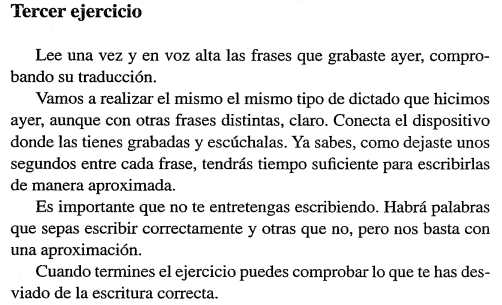 Tercer ejercicio
Lee una vez y en voz alta las frases que grabaste ayer, compro-
bando su traducción.
Vamos a realizar el mismo el mismo tipo de dictado que hicimos
ayer, aunque con otras frases distintas, claro. Conecta el dispositivo
donde las tienes grabadas y escúchalas. Ya sabes, como dejaste unos
segundos entre cada frase, tendrás tiempo suficiente para escribirlas
de manera aproximada.
Es importante que no te entretengas escribiendo. Habrá palabras
que sepas escribir correctamente y otras que no, pero nos basta con
una aproximación.
Cuando termines el ejercicio puedes comprobar lo que te has des-
viado de la escritura correcta.